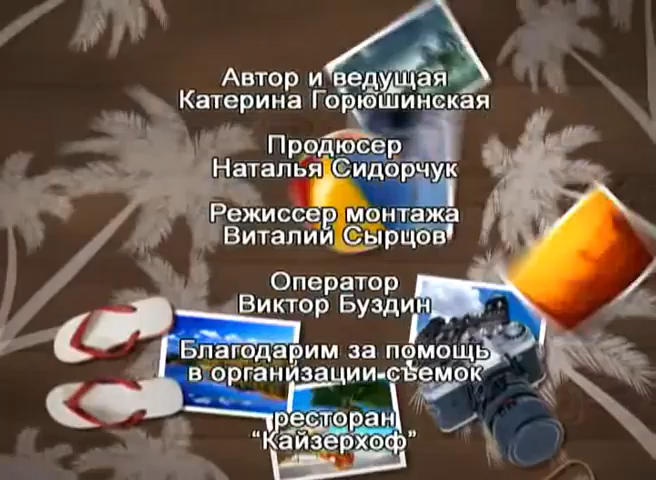 Автор и ведущая
Катерина Горюшинская
Продюсер
Наталья Сидорчук
Режиссер монтажа
Виталий Сырцов
Оператор
Виктор Буздин
Благодарим за помощь
в организации съемок
ресторан
“Кайзерхоф”